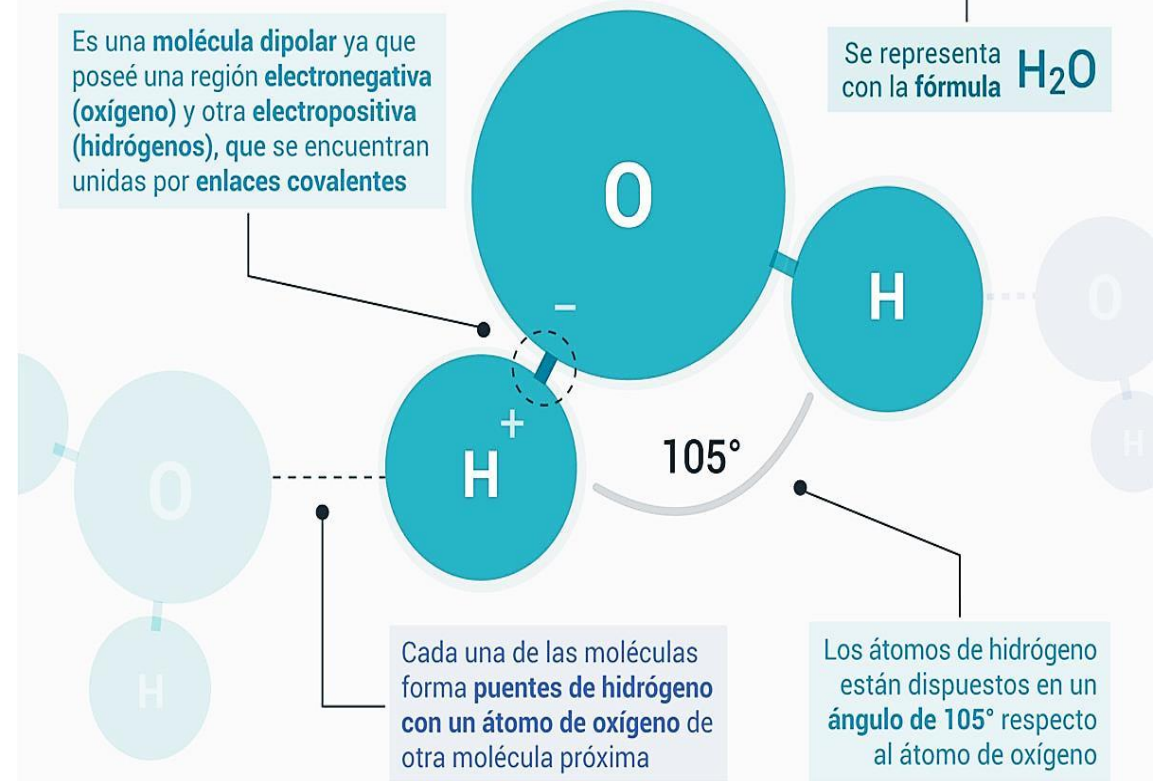 Es una molécula dipolar ya que
poseé una región electronegativa
(oxígeno) y otra electropositiva
(hidrógenos), que se encuentran
unidas por enlaces covalentes
Se representa
con la fórmula H₂O
O
H
O
−
+
H
105°
O
H
H
Cada una de las moléculas
forma puentes de hidrógeno
con un átomo de oxígeno de
otra molécula próxima
Los átomos de hidrógeno
están dispuestos en un
ángulo de 105° respecto
al átomo de oxígeno